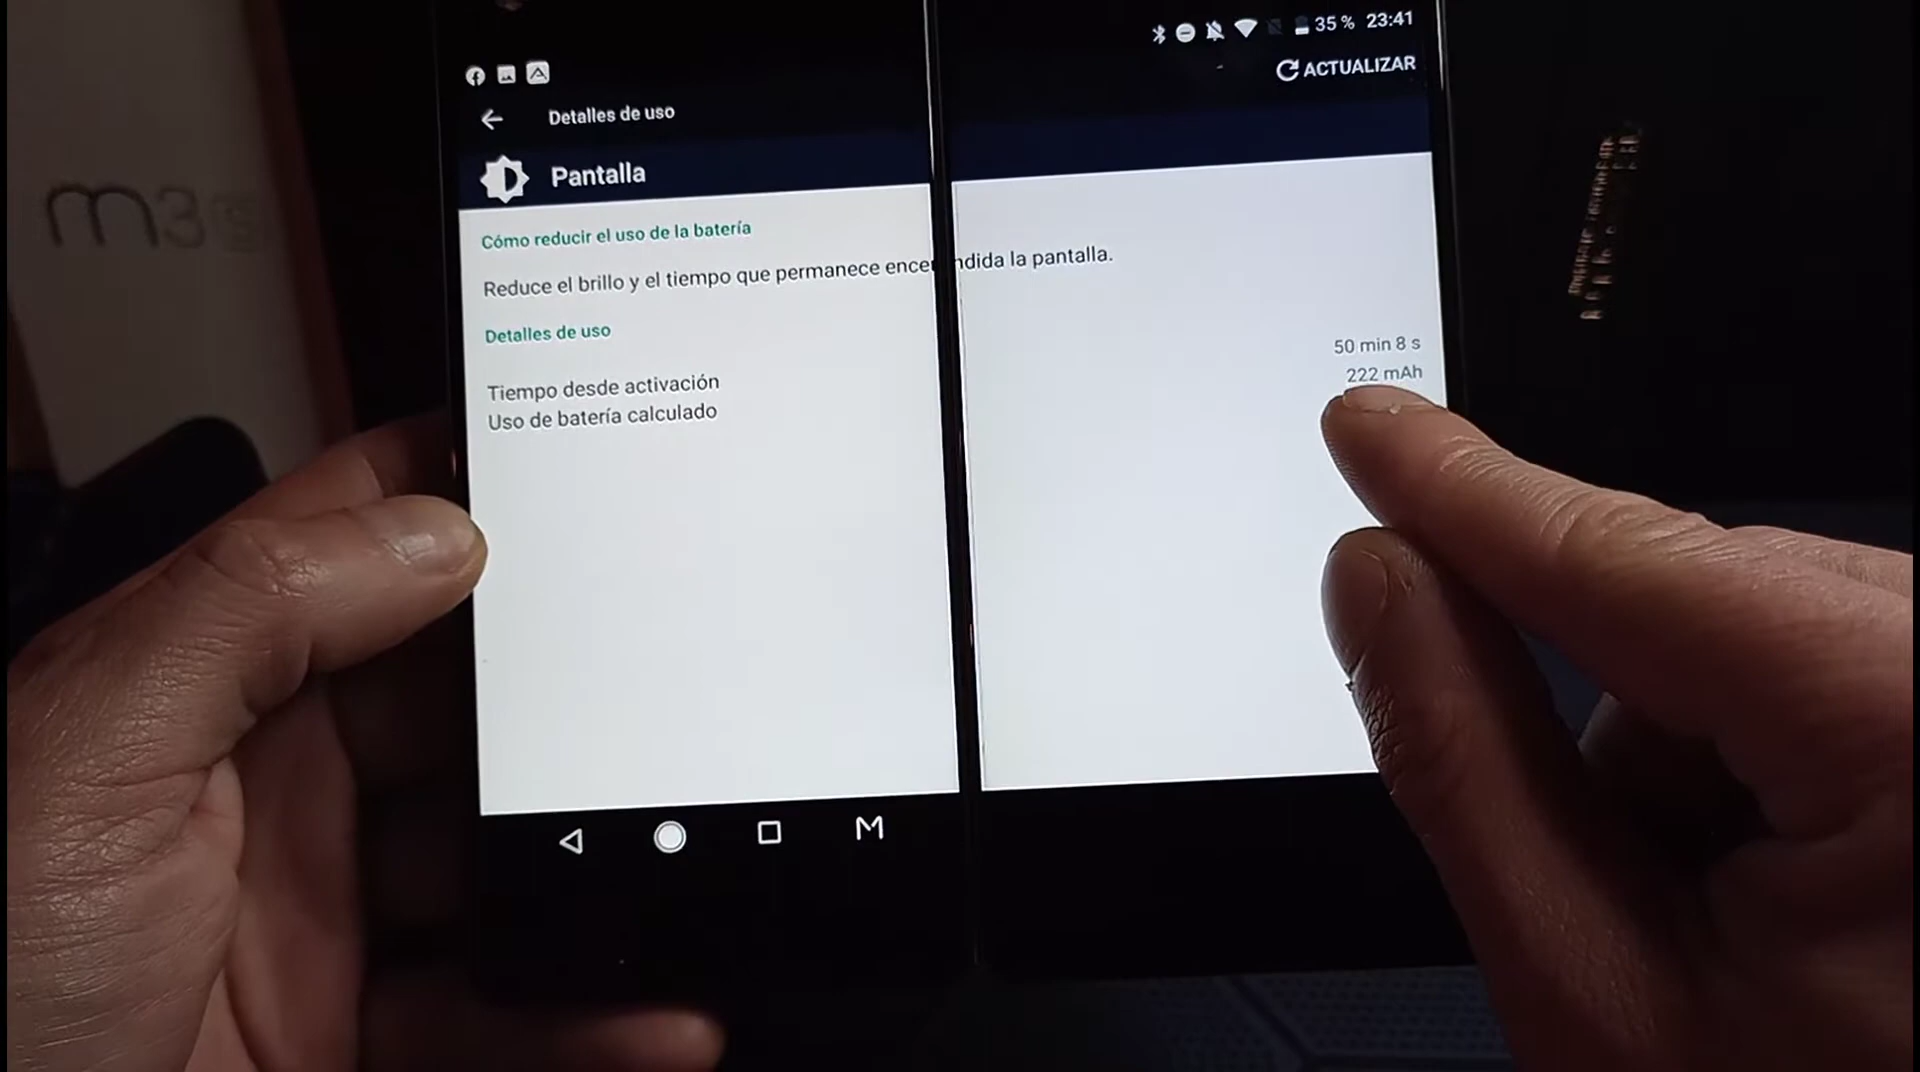 35 % 23:41
ACTUALIZAR
Detalles de uso
Pantalla
Cómo reducir el uso de la batería
Reduce el brillo y el tiempo que permanece encendida la pantalla.
Detalles de uso
Tiempo desde activación 50 min 8 s
Uso de batería calculado 222 mAh
M
m3